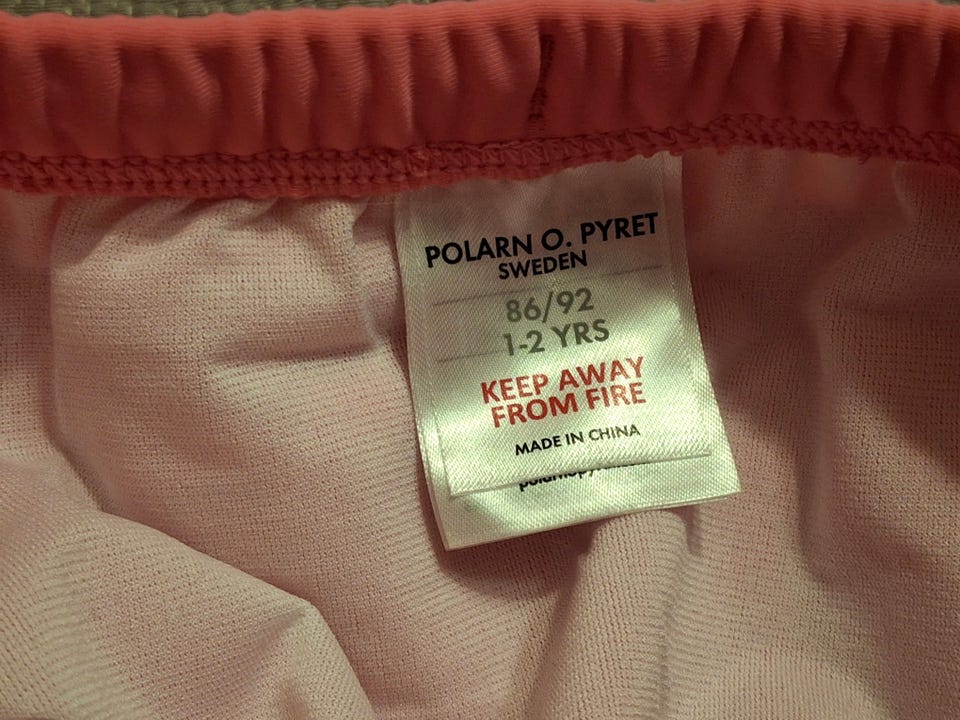 POLARN O. PYRET
SWEDEN
86/92
1-2 YRS
KEEP AWAY
FROM FIRE
MADE IN CHINA